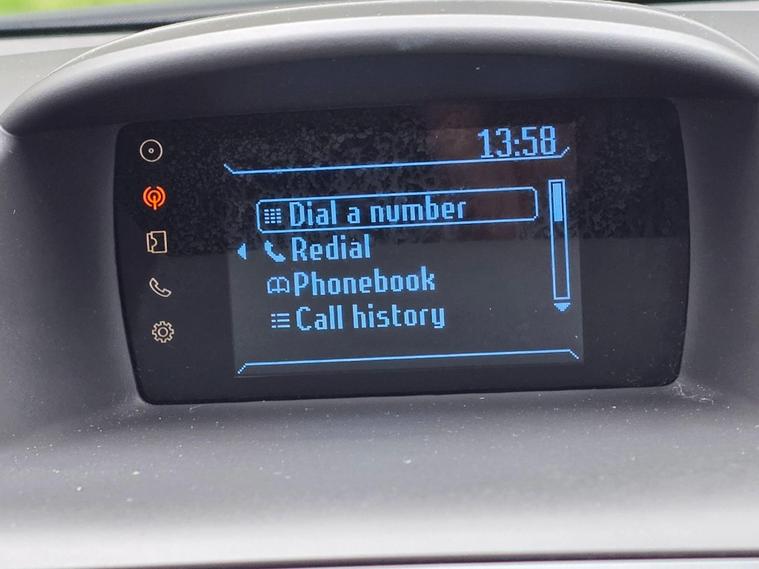 13:58
Dial a number
Redial
Phonebook
Call history